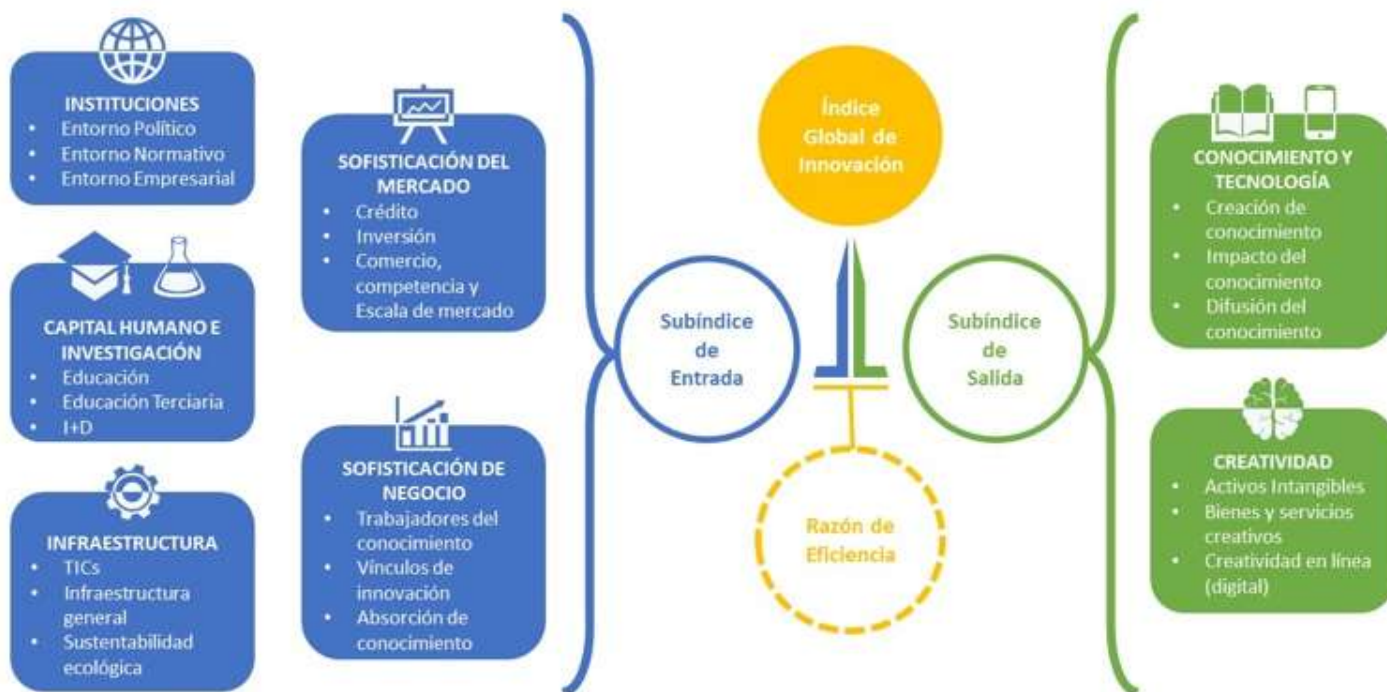 INSTITUCIONES
• Entorno Político
• Entorno Normativo
• Entorno Empresarial
CAPITAL HUMANO E
INVESTIGACIÓN
• Educación
• Educación Terciaria
• I+D
INFRAESTRUCTURA
• TICs
• Infraestructura
general
• Sustentabilidad
ecológica
SOFISTICACIÓN DEL
MERCADO
• Crédito
• Inversión
• Comercio,
competencia y
Escala de mercado
SOFISTICACIÓN DE
NEGOCIO
• Trabajadores del
conocimiento
• Vínculos de
innovación
• Absorción de
conocimiento
Subíndice
de
Entrada
Índice
Global de
Innovación
Razón de
Eficiencia
Subíndice
de
Salida
CONOCIMIENTO Y
TECNOLOGÍA
• Creación de
conocimiento
• Impacto del
conocimiento
• Difusión del
conocimiento
CREATIVIDAD
• Activos Intangibles
• Bienes y servicios
creativos
• Creatividad en línea
(digital)